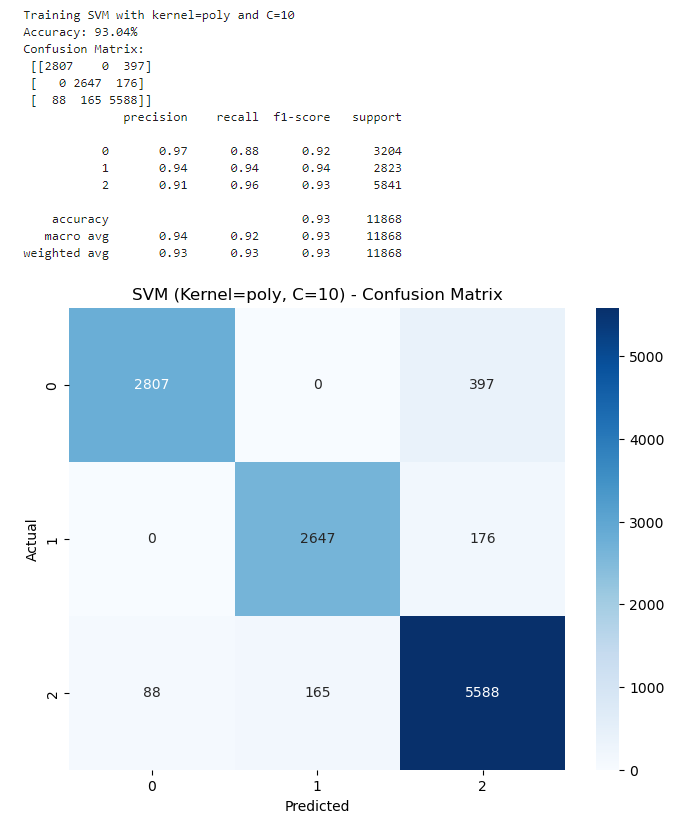 Training SVM with kernel=poly and C=10
Accuracy: 93.04%
Confusion Matrix:
[[2807 0 397]
[ 0 2647 176]
[ 88 165 5588]]
precision recall f1-score support
0 0.97 0.88 0.92 3204
1 0.94 0.94 0.94 2823
2 0.91 0.96 0.93 5841
accuracy 0.93 11868
macro avg 0.94 0.92 0.93 11868
weighted avg 0.93 0.93 0.93 11868
SVM (Kernel=poly, C=10) - Confusion Matrix
0 2807 0 397
1 0 2647 176
2 88 165 5588
0 1 2
Actual
Predicted
5000
4000
3000
2000
1000
0